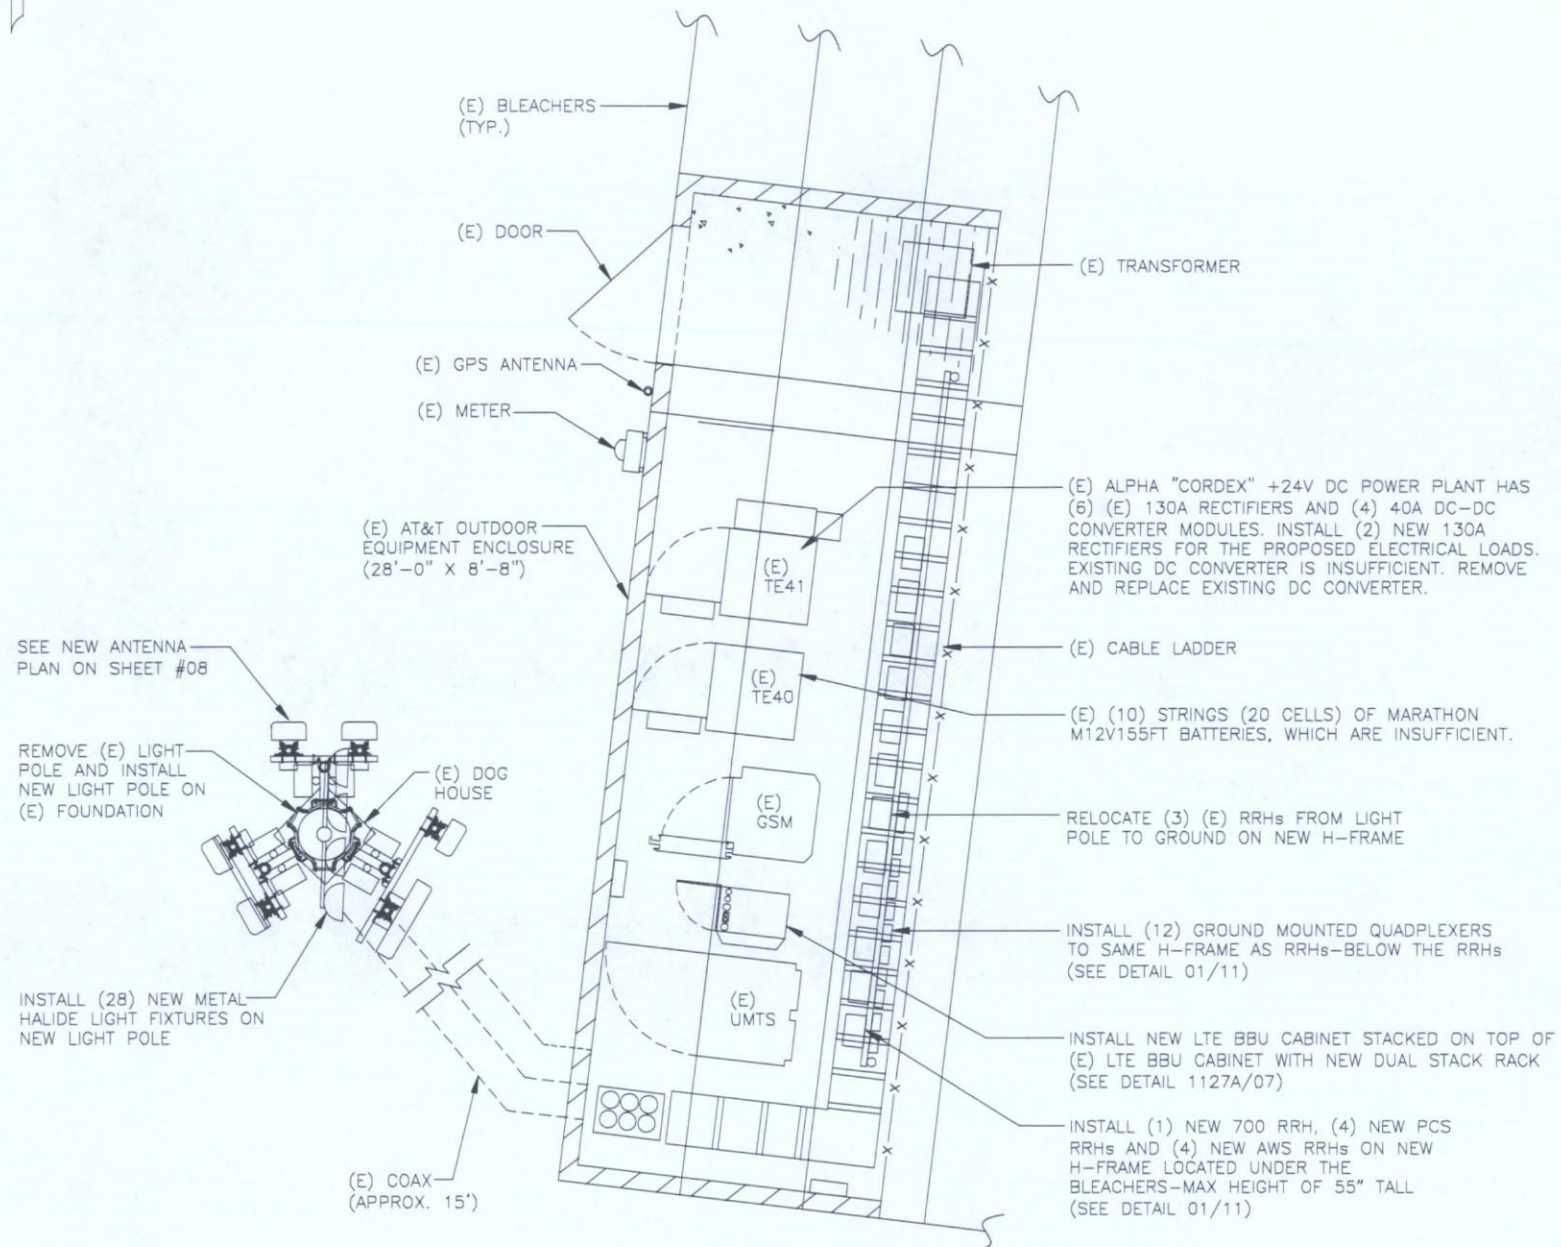 (E) BLEACHERS
(TYP.)
(E) DOOR
(E) TRANSFORMER
(E) GPS ANTENNA
(E) METER
(E) ALPHA "CORDEX" +24V DC POWER PLANT HAS
(6) (E) 130A RECTIFIERS AND (4) 40A DC-DC
CONVERTER MODULES. INSTALL (2) NEW 130A
RECTIFIERS FOR THE PROPOSED ELECTRICAL LOADS.
EXISTING DC CONVERTER IS INSUFFICIENT. REMOVE
AND REPLACE EXISTING DC CONVERTER.
(E) AT&T OUTDOOR
EQUIPMENT ENCLOSURE
(28'-0" X 8'-8")
(E)
TE41
SEE NEW ANTENNA
PLAN ON SHEET #08
(E) CABLE LADDER
(E)
TE40
(E) (10) STRINGS (20 CELLS) OF MARATHON
M12V155FT BATTERIES, WHICH ARE INSUFFICIENT.
REMOVE (E) LIGHT
POLE AND INSTALL
NEW LIGHT POLE ON
(E) FOUNDATION
(E) DOG
HOUSE
(E)
GSM
RELOCATE (3) (E) RRHs FROM LIGHT
POLE TO GROUND ON NEW H-FRAME
INSTALL (12) GROUND MOUNTED QUADPLEXERS
TO SAME H-FRAME AS RRHs-BELOW THE RRHs
(SEE DETAIL 01/11)
INSTALL (28) NEW METAL
HALIDE LIGHT FIXTURES ON
NEW LIGHT POLE
(E)
UMTS
INSTALL NEW LTE BBU CABINET STACKED ON TOP OF
(E) LTE BBU CABINET WITH NEW DUAL STACK RACK
(SEE DETAIL 1127A/07)
INSTALL (1) NEW 700 RRH, (4) NEW PCS
RRHs AND (4) NEW AWS RRHs ON NEW
H-FRAME LOCATED UNDER THE
BLEACHERS-MAX HEIGHT OF 55" TALL
(SEE DETAIL 01/11)
(E) COAX
(APPROX. 15')